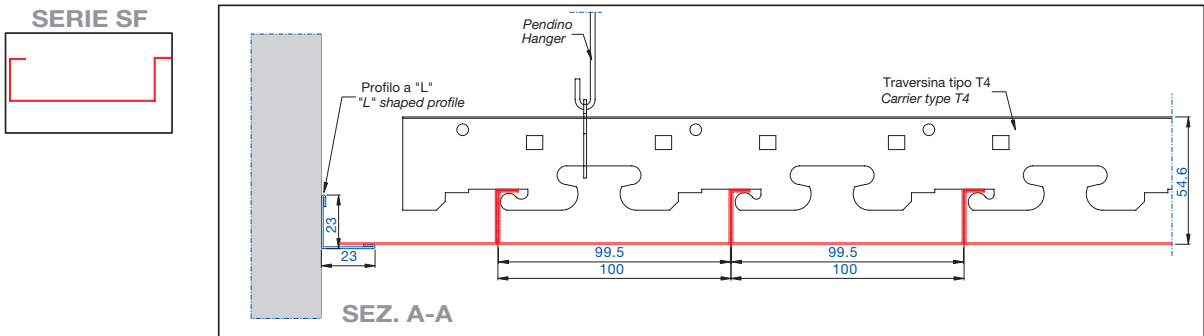 SERIE SF
Pendino
Hanger
Profilo a "L"
"L" shaped profile
Traversina tipo T4
Carrier type T4
54.6
23
23
99.5
99.5
100
100
SEZ. A-A